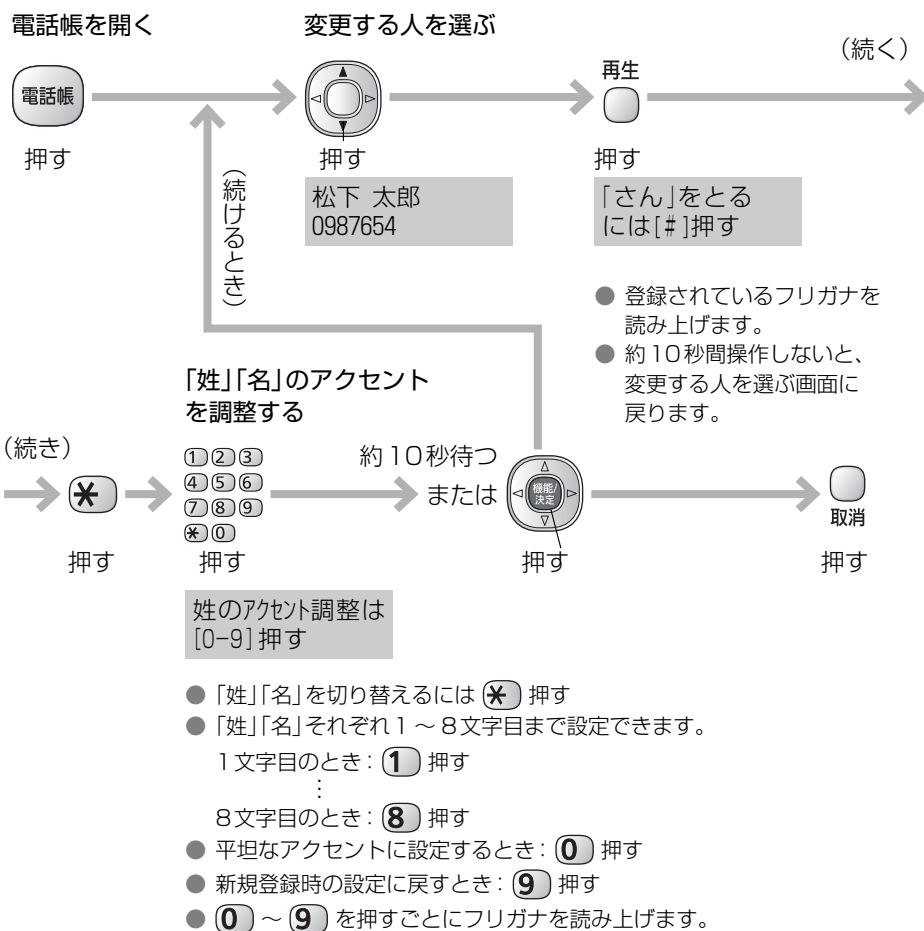 電話帳を開く
変更する人を選ぶ
(続く)
電話帳
再生
押す
押す
押す
松下 太郎
0987654
「さん」をとる
には[#]押す
(続けるとき)
● 登録されているフリガナを
読み上げます。
● 約10秒間操作しないと、
変更する人を選ぶ画面に
戻ります。
「姓」「名」のアクセント
を調整する
(続き)
* 
1 2 3
4 5 6
7 8 9
* 0
約10秒待つ
または
機能/
決定
取消
押す
押す
押す
押す
姓のアクセント調整は
[0-9]押す
● 「姓」「名」を切り替えるには * 押す
● 「姓」「名」それぞれ1~8文字目まで設定できます。
1文字目のとき: 1 押す
⋮
8文字目のとき: 8 押す
● 平坦なアクセントに設定するとき: 0 押す
● 新規登録時の設定に戻すとき: 9 押す
● 0 ~ 9 を押すごとにフリガナを読み上げます。